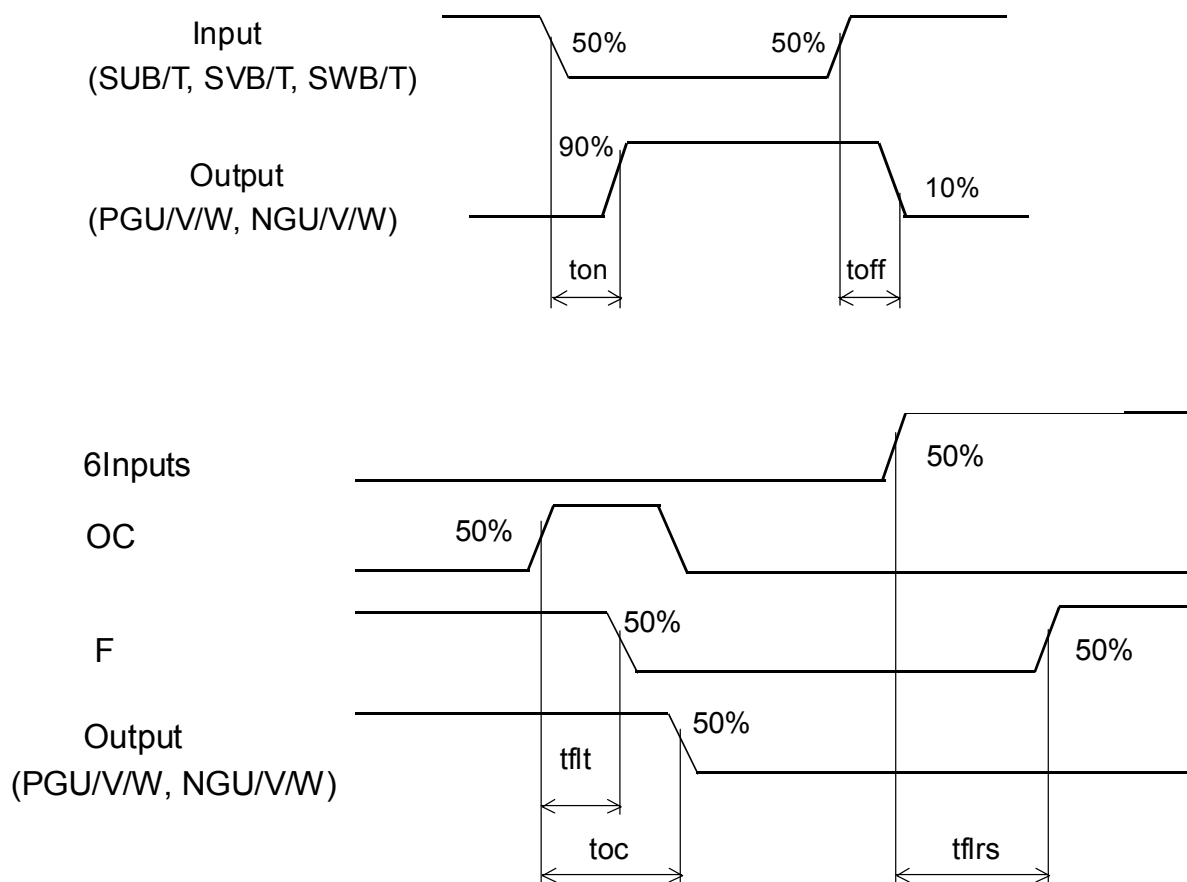 Input
50%
50%
(SUB/T, SVB/T, SWB/T)
90%
Output
10%
(PGU/V/W, NGU/V/W)
ton
toff
6Inputs
50%
OC
50%
F
50%
50%
Output
50%
(PGU/V/W, NGU/V/W)
tflt
toc
tflrs